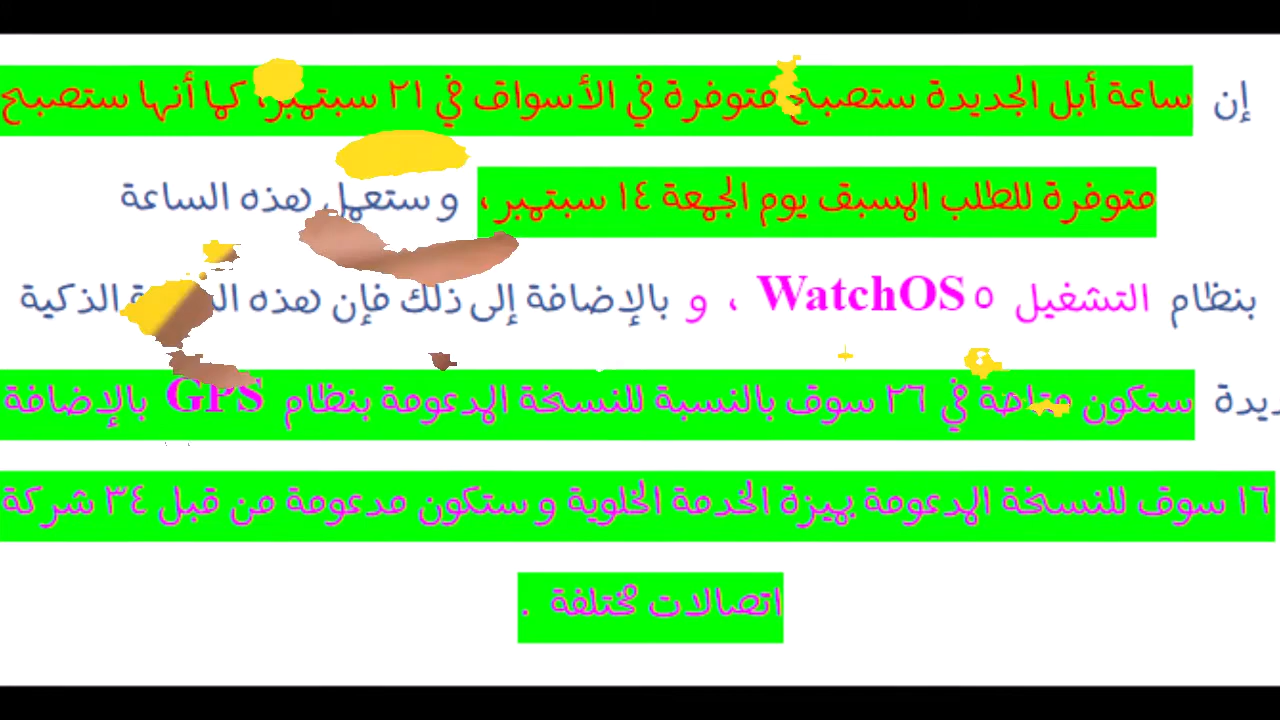 إن ساعة أبل الجديدة ستصبح متوفرة في الأسواق في ٢١ سبتمبر، كما أنها ستصبح
متوفرة للطلب المسبق يوم الجمعة ١٤ سبتمبر ، و ستعمل هذه الساعة
بنظام التشغيل WatchOS ٥ ، و بالإضافة إلى ذلك فإن هذه الذكية
ستكون متاحة في ٢٦ سوق بالنسبة للنسخة المدعومة بنظام GPS بالإضافة
١٦ سوق للنسخة المدعومة بميزة الخدمة الخلوية و ستكون مدعومة من قبل ٣٤ شركة
اتصالات مختلفة .